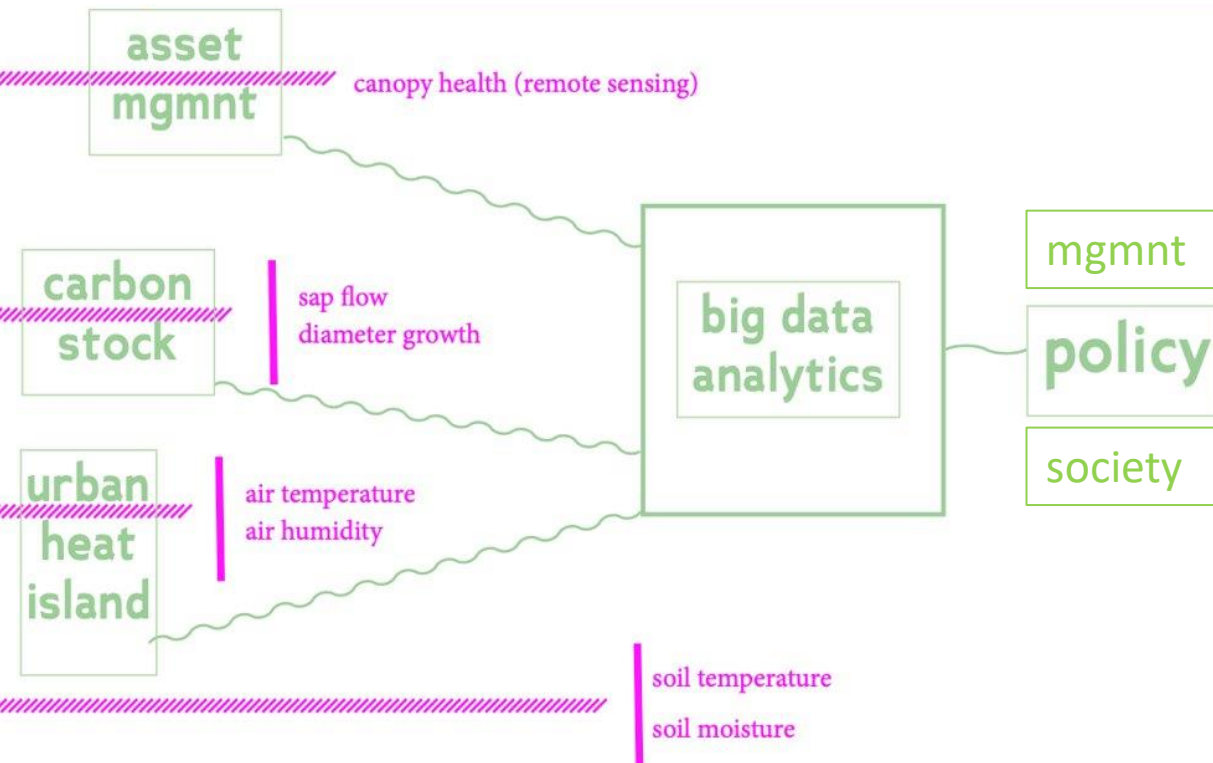 asset
mgmnt
canopy health (remote sensing)
carbon
stock
sap flow
diameter growth
urban
heat
island
air temperature
air humidity
big data
analytics
mgmnt
policy
society
soil temperature
soil moisture